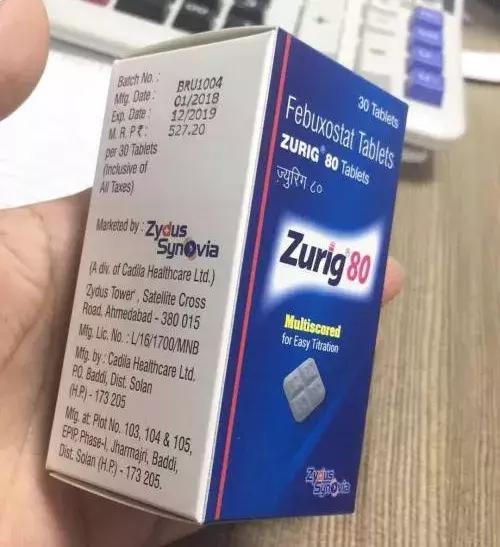 Batch No. : BRU1004
Mfg. Date : 01/2018
Exp. Date : 12/2019
M. R. P ₹ : 527.20
per 30 Tablets
(Inclusive of
All Taxes)
Marketed by : Zydus
Synovia
(A div. of Cadila Healthcare Ltd.)
Zydus Tower, Satellite Cross
Road, Ahmedabad - 380 015
Mfg. Lic. No. : L/16/1700/MNB
Mfg. by : Cadila Healthcare Ltd.
P.O. Baddi, Dist. Solan
(H.P.) - 173 205
Mfg. at: Plot No. 103, 104 & 105,
EPIP, Phase-I, Jharmajri, Baddi,
Dist. Solan (H.P.) - 173 205.
30 Tablets
Febuxostat Tablets
ZURIG® 80 Tablets
ज़्युरिग ८०
Zurig® 80
Multiscored
for Easy Titration
Zydus
Synovia